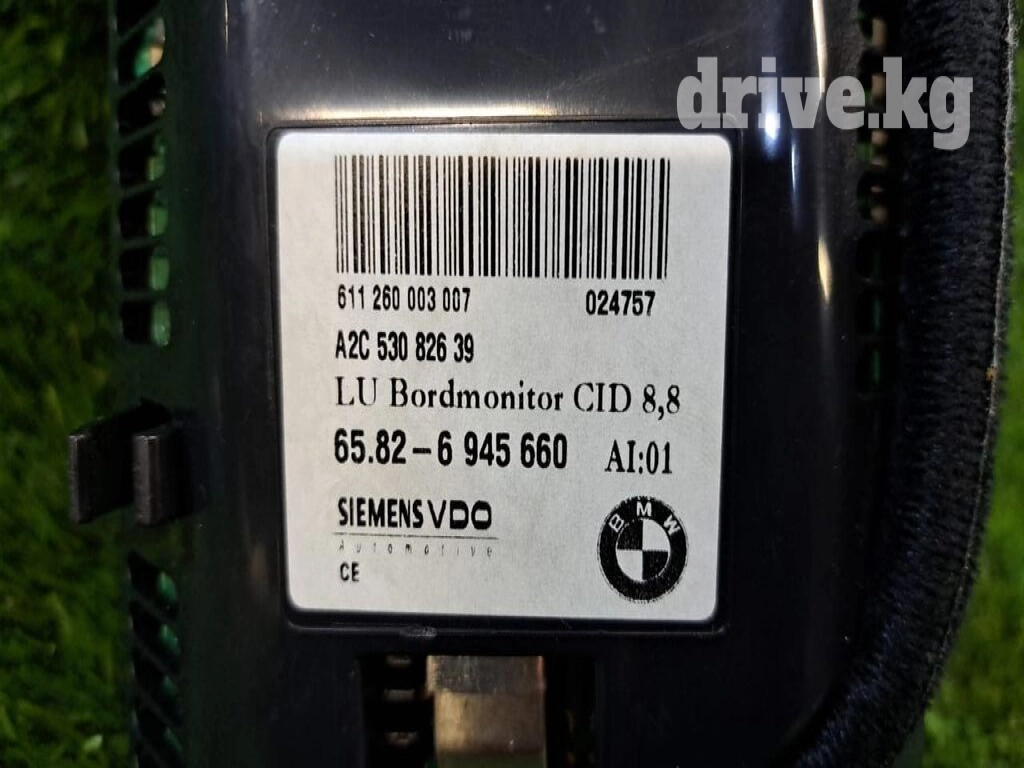 drive.kg
611 260 003 007 024757
A2C 530 826 39
LU Bordmonitor CID 8,8
65.82-6 945 660 AI:01
SIEMENS VDO
Automotive
BMW
CE